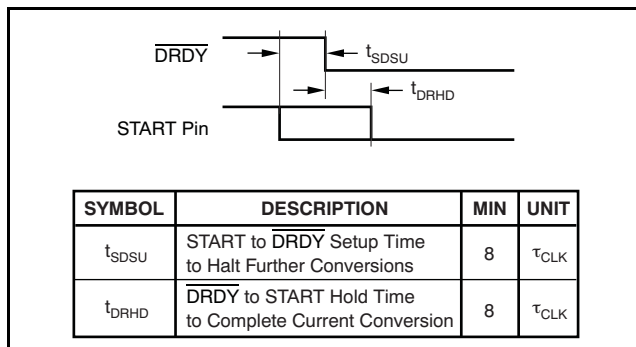 DRDY
tSDSU
tDRHD
START Pin
SYMBOL DESCRIPTION MIN UNIT
tSDSU START to DRDY Setup Time to Halt Further Conversions 8 τCLK
tDRHD DRDY to START Hold Time to Complete Current Conversion 8 τCLK